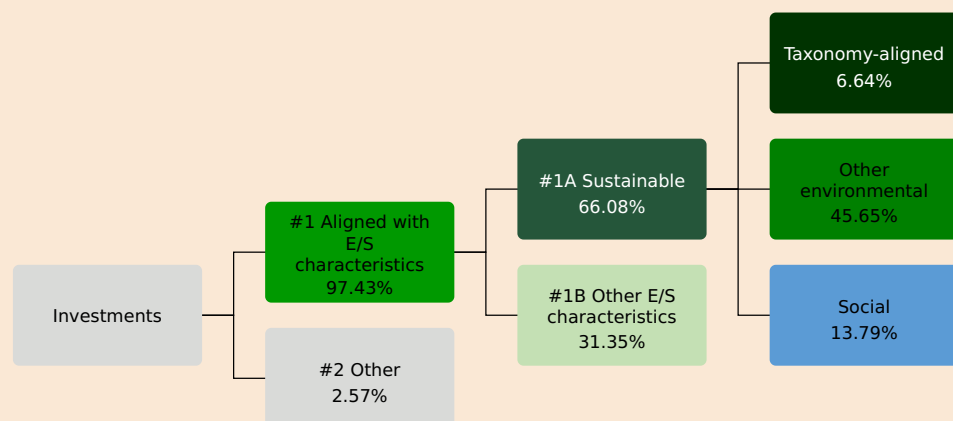 Investments
#1 Aligned with
E/S
characteristics
97.43%
#2 Other
2.57%
#1A Sustainable
66.08%
#1B Other E/S
characteristics
31.35%
Taxonomy-aligned
6.64%
Other
environmental
45.65%
Social
13.79%